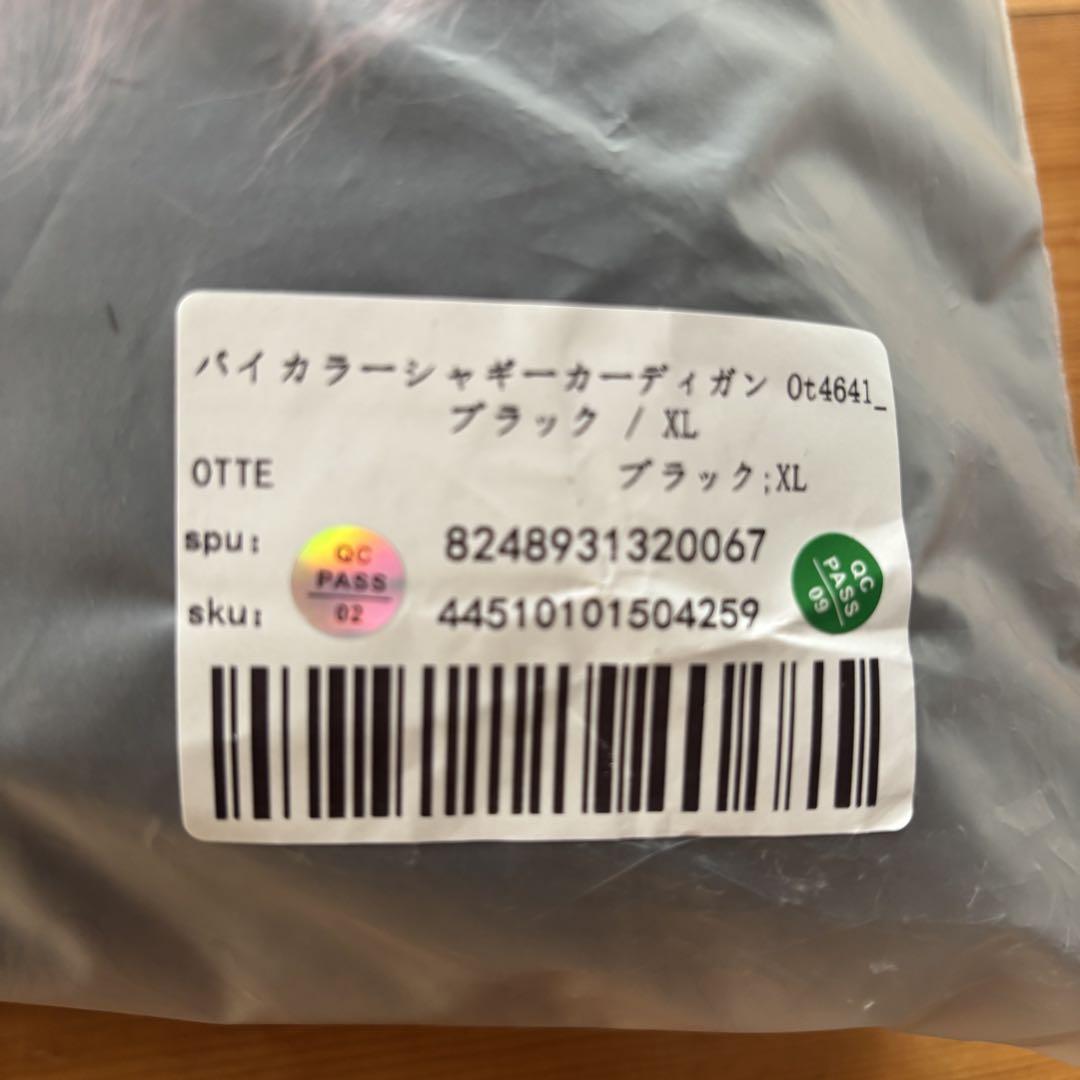 バイカラーシャギーカーディガン Ot4641_
ブラック / XL
OTTE ブラック;XL
spu: 8248931320067
sku: 44510101504259
QC
PASS
02
QC
PASS
09